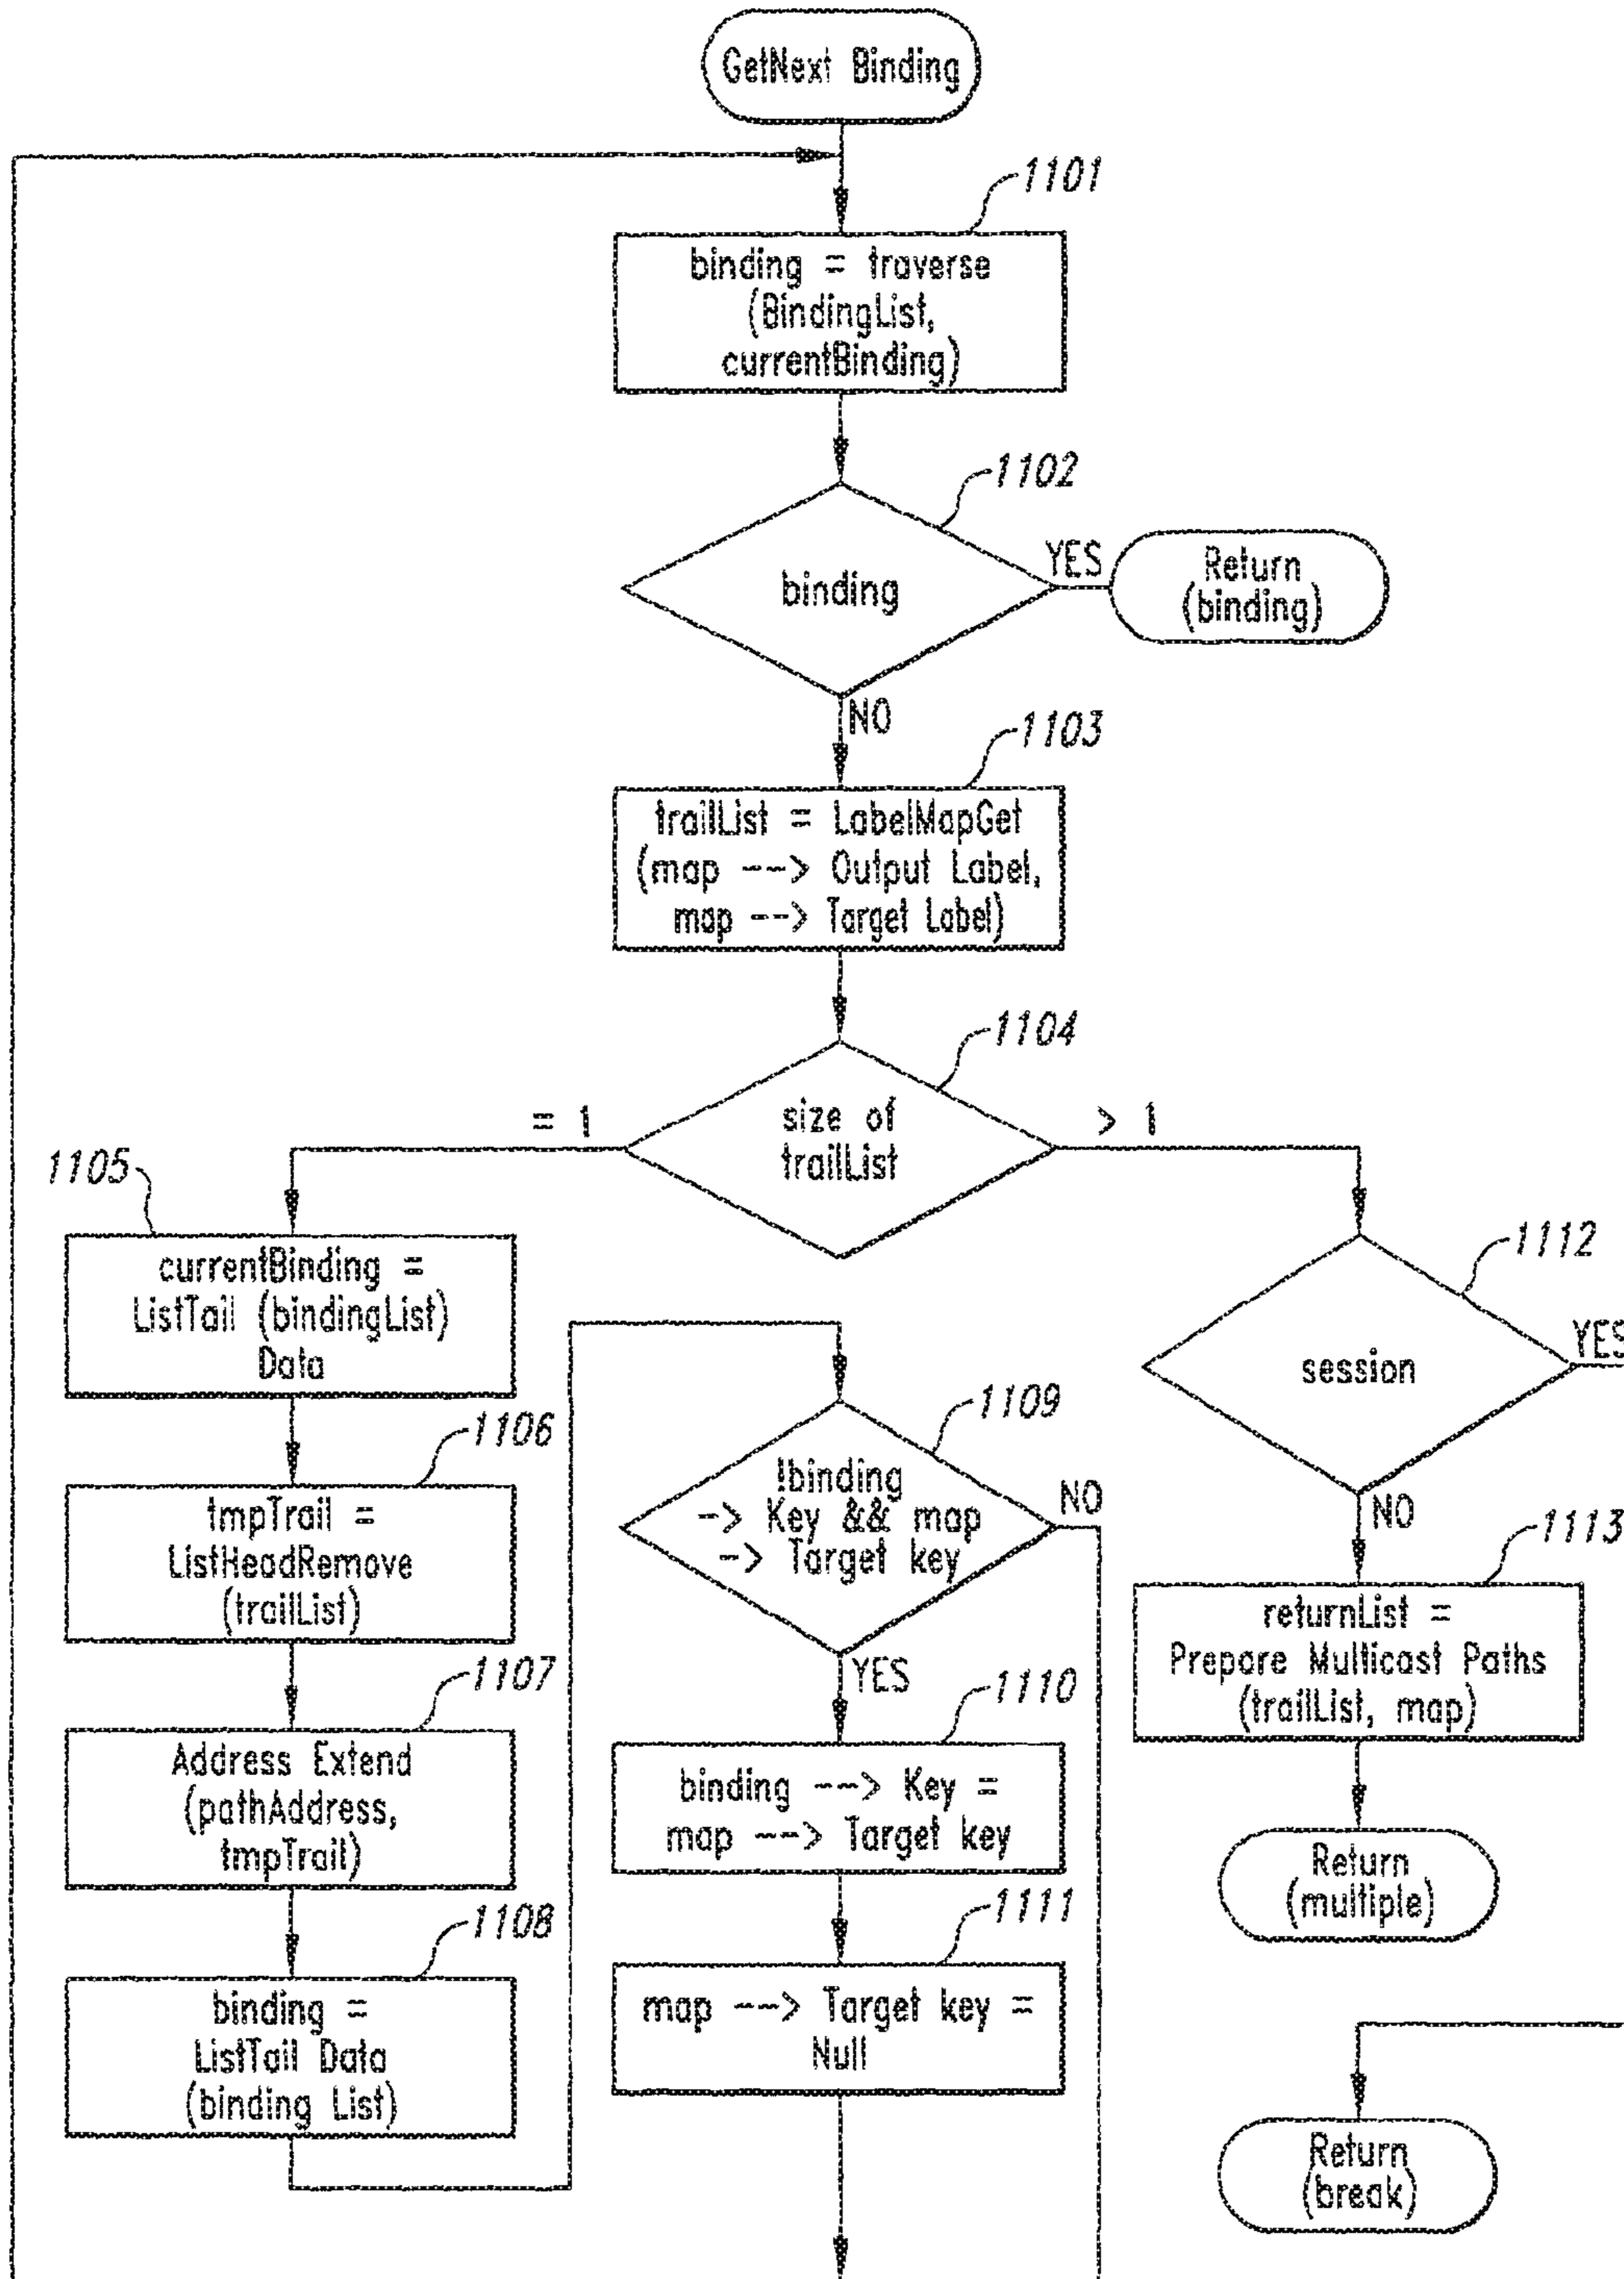 GetNext Binding
1101
binding = traverse
(BindingList,
currentBinding)
1102
binding
YES
Return
(binding)
NO
1103
trailList = LabelMapGet
(map --> Output Label,
map --> Target Label)
1104
size of
trailList
= 1
> 1
1105
currentBinding =
ListTail (bindingList)
Data
1106
tmpTrail =
ListHeadRemove
(trailList)
1107
Address Extend
(pathAddress,
tmpTrail)
1108
binding =
ListTail Data
(binding List)
1109
!binding
-> Key && map
-> Target key
NO
YES
1110
binding --> Key =
map --> Target key
1111
map --> Target key =
Null
1112
session
YES
NO
1113
returnList =
Prepare Multicast Paths
(trailList, map)
Return
(multiple)
Return
(break)